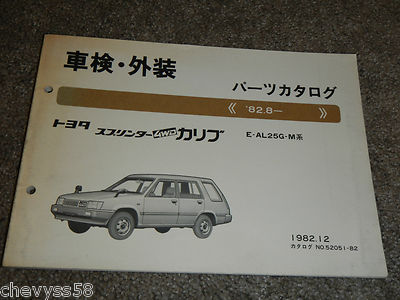 車検・外装
パーツカタログ
《 '82.8— 》
トヨタ スプリンター4WDカリブ
E-AL25G-M系
1982.12
カタログ NO.52051-82
chevyss58
chevyss58